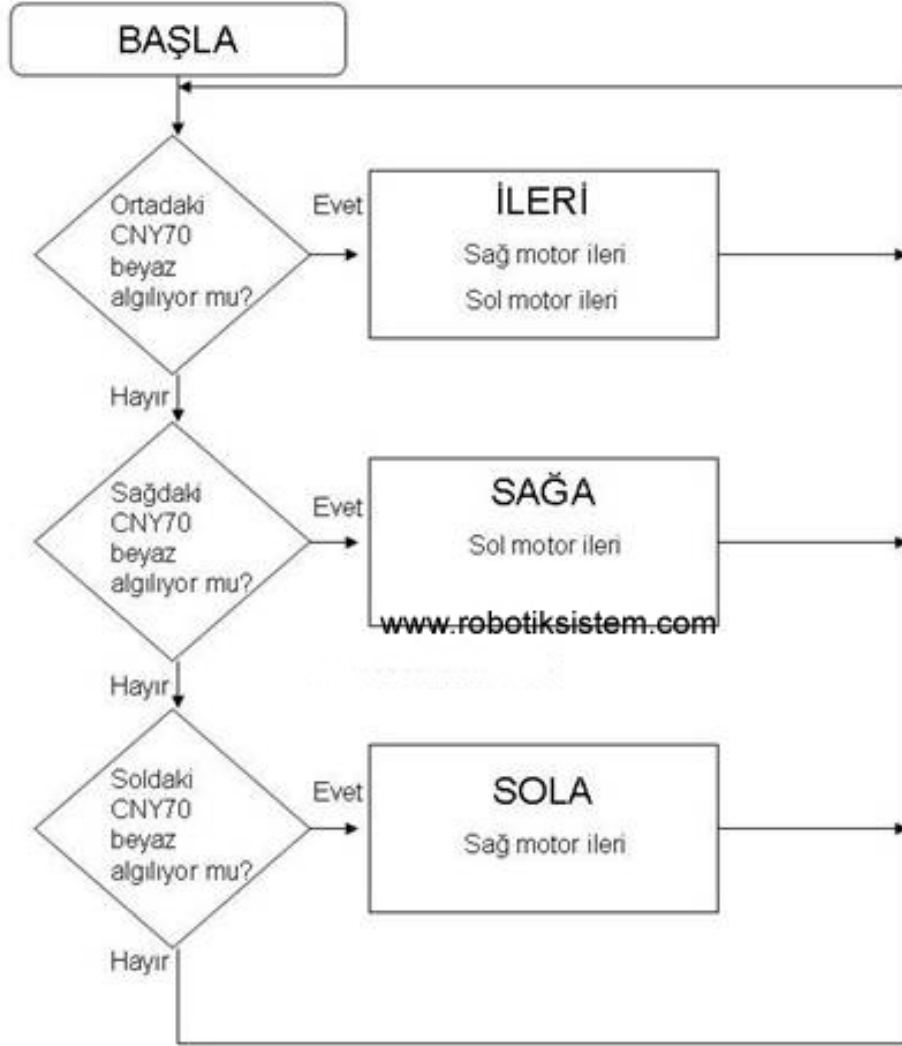 BAŞLA
Ortadaki
CNY70
beyaz
algılıyor mu?
Evet
İLERİ
Sağ motor ileri
Sol motor ileri
Hayır
Sağdaki
CNY70
beyaz
algılıyor mu?
Evet
SAĞA
Sol motor ileri
www.robotiksistem.com
Hayır
Soldaki
CNY70
beyaz
algılıyor mu?
Evet
SOLA
Sağ motor ileri
Hayır